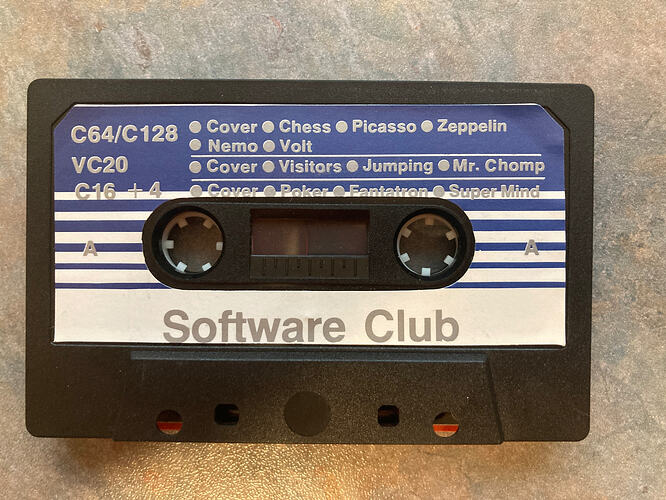 C64/C128 ● Cover ● Chess ● Picasso ● Zeppelin
● Nemo ● Volt
VC20 ● Cover ● Visitors ● Jumping ● Mr. Chomp
C16 + 4 ● Cover ● Poker ● Fantatron ● Super Mind
A A
Software Club